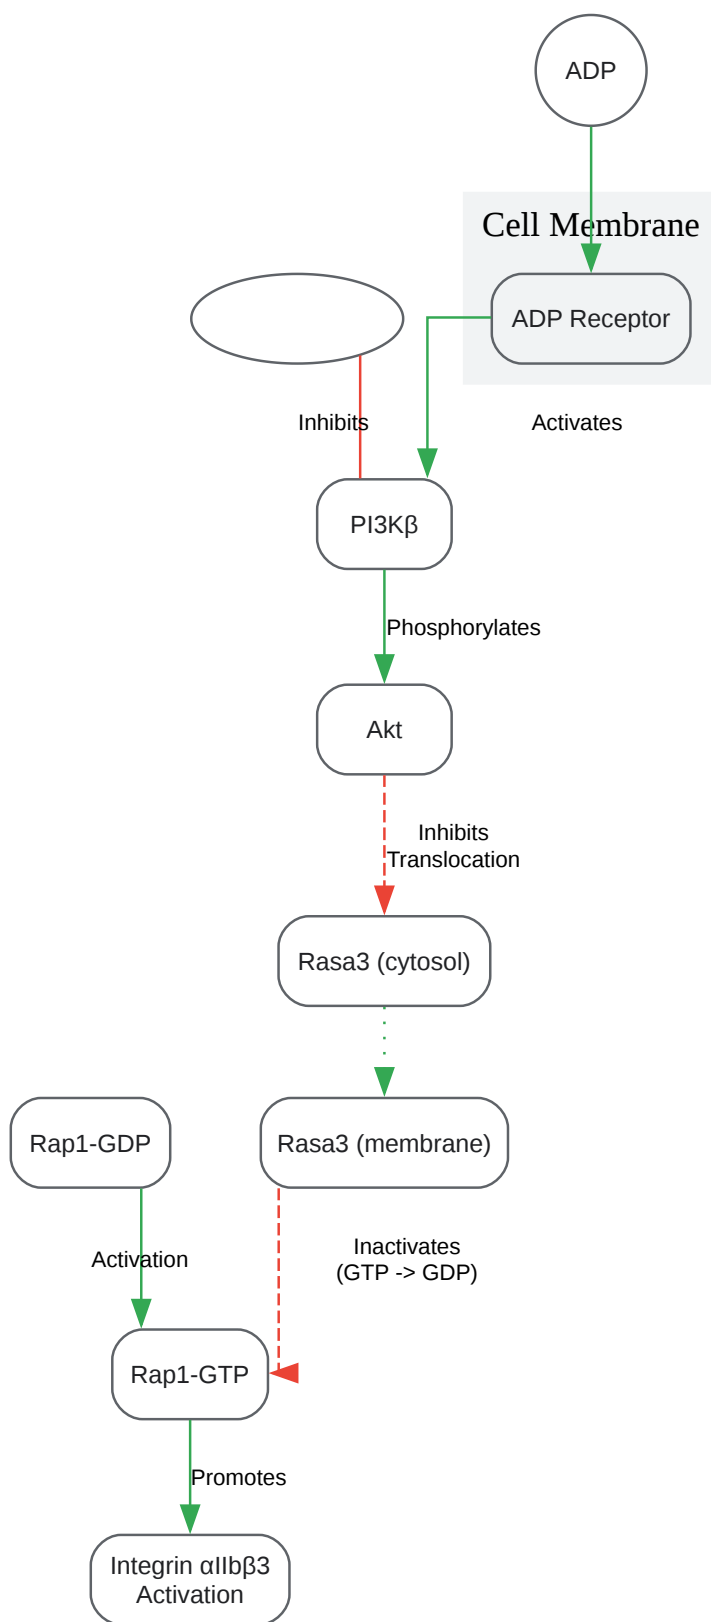 ADP
Cell Membrane
ADP Receptor
Inhibits
Activates
PI3Kβ
Phosphorylates
Akt
Inhibits
Translocation
Rasa3 (cytosol)
Rap1-GDP
Rasa3 (membrane)
Activation
Inactivates
(GTP -> GDP)
Rap1-GTP
Promotes
Integrin αIIbβ3
Activation